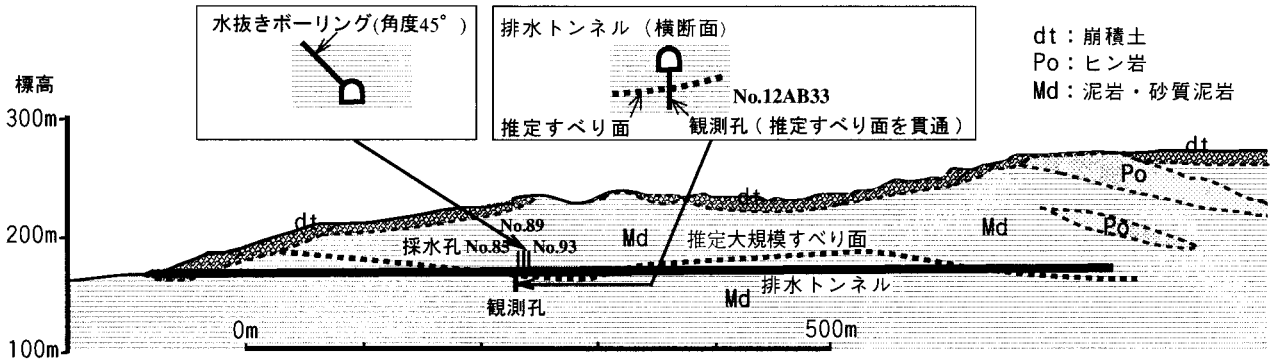 水抜きボーリング(角度45°)
排水トンネル (横断面)
No.12AB33
推定すべり面
観測孔 (推定すべり面を貫通)
dt : 崩積土
Po : ヒン岩
Md : 泥岩・砂質泥岩
標高
300m
200m
100m
dt
dt
dt
Po
Po
No.89
採水孔 No.85
No.93
Md
推定大規模すべり面
Md
排水トンネル
Md
観測孔
0m
500m